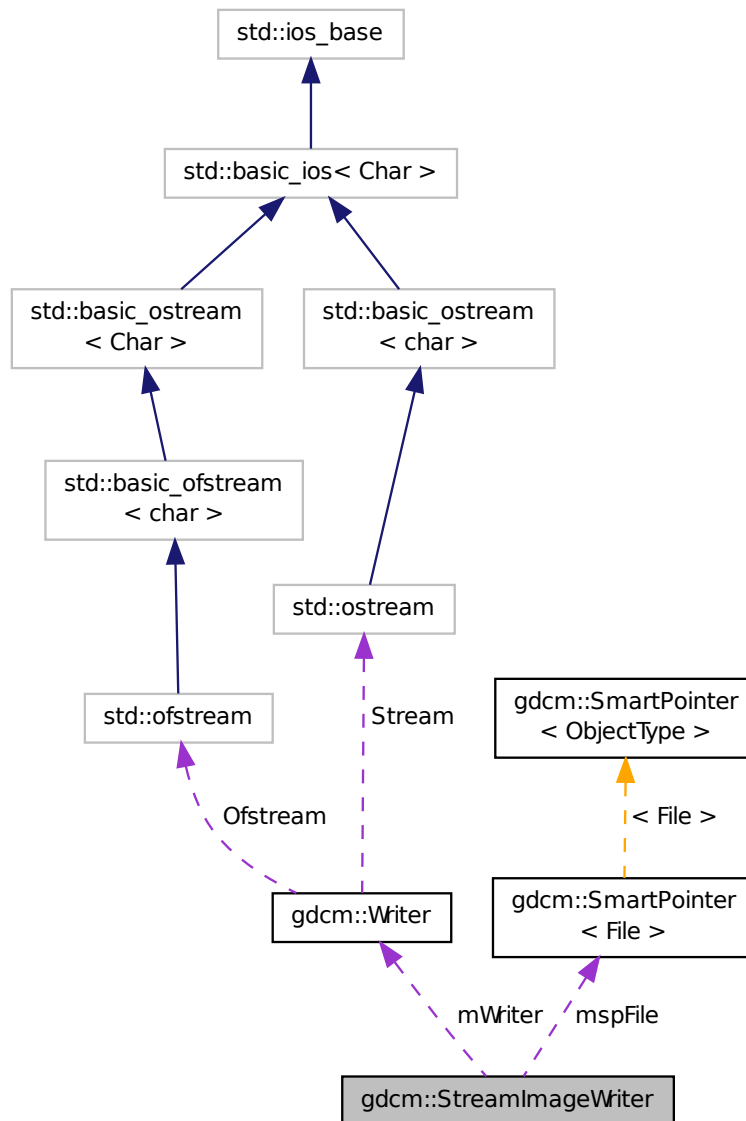 std::ios_base
std::basic_ios< Char >
std::basic_ostream
< Char >
std::basic_ostream
< char >
std::basic_ofstream
< char >
std::ostream
gdcm::SmartPointer
< ObjectType >
std::ofstream
Stream
Ofstream
< File >
gdcm::Writer
gdcm::SmartPointer
< File >
mWriter
mspFile
gdcm::StreamImageWriter